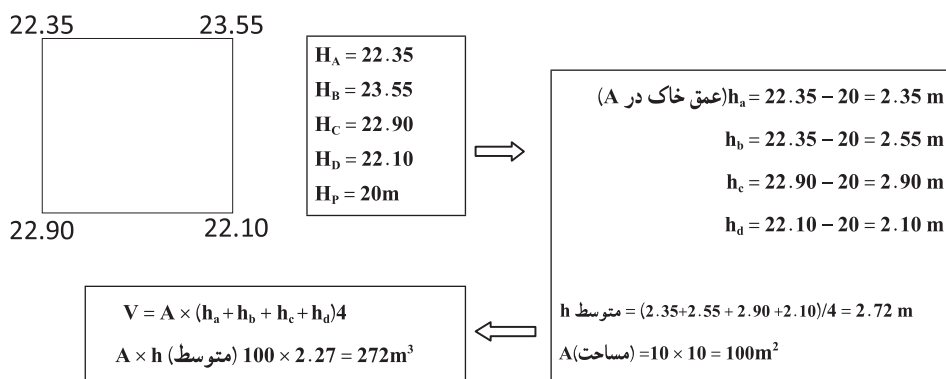 22.35 23.55
22.90 22.10
H_A = 22.35
H_B = 23.55
H_C = 22.90
H_D = 22.10
H_P = 20m
(عمق خاک در A) h_a = 22.35 – 20 = 2.35 m
h_b = 22.35 – 20 = 2.55 m
h_c = 22.90 – 20 = 2.90 m
h_d = 22.10 – 20 = 2.10 m
h متوسط = (2.35+2.55 + 2.90 +2.10)/4 = 2.72 m
A(مساحت) =10 × 10 = 100m²
V = A × (h_a + h_b + h_c + h_d)4
A × h (متوسط) 100 × 2.27 = 272m³